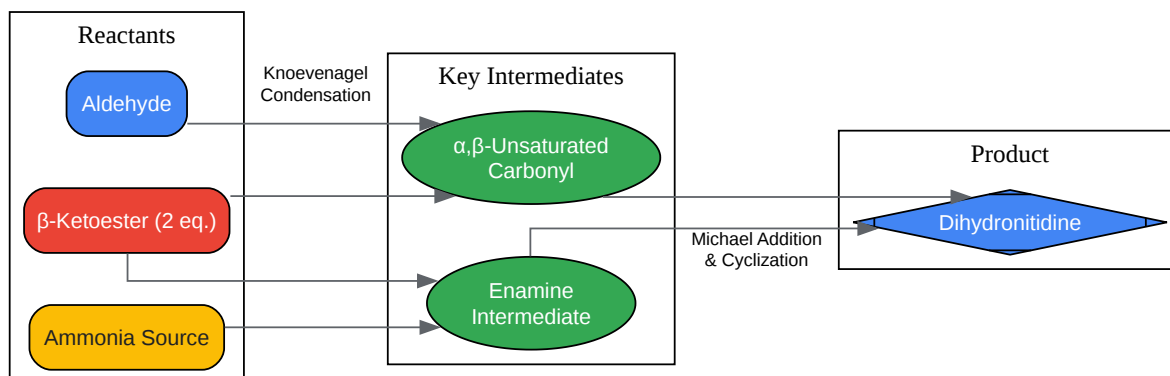 Reactants
Aldehyde
β-Ketoester (2 eq.)
Ammonia Source
Knoevenagel
Condensation
Key Intermediates
α,β-Unsaturated
Carbonyl
Enamine
Intermediate
Michael Addition
& Cyclization
Product
Dihydronitidine